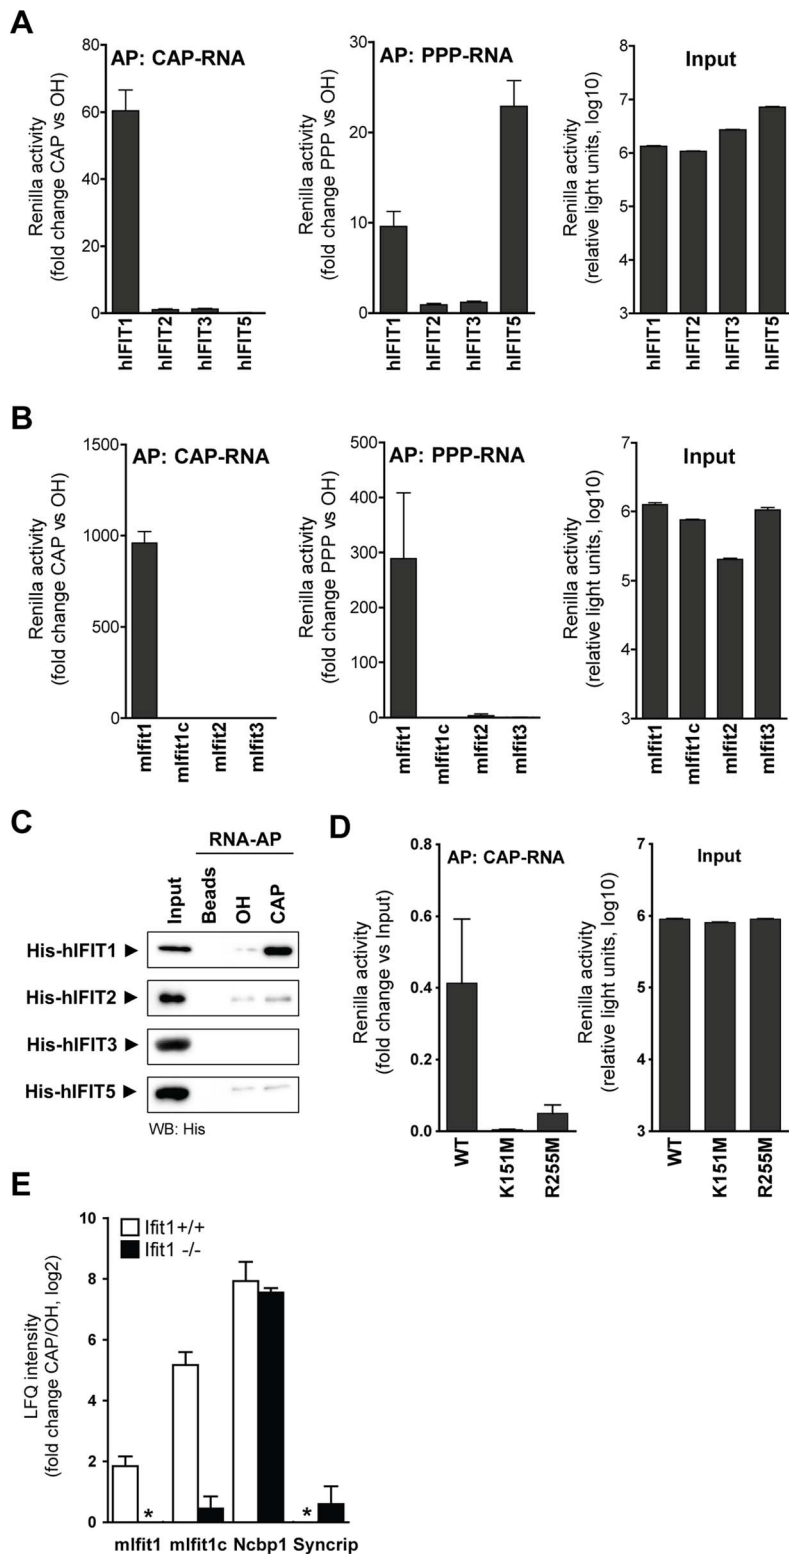 A
AP: CAP-RNA
Renilla activity
(fold change CAP vs OH)
80
60
40
20
0
hIFIT1
hIFIT2
hIFIT3
hIFIT5
AP: PPP-RNA
Renilla activity
(fold change PPP vs OH)
30
20
10
0
hIFIT1
hIFIT2
hIFIT3
hIFIT5
Input
Renilla activity
(relative light units, log10)
8
7
6
5
4
3
hIFIT1
hIFIT2
hIFIT3
hIFIT5
B
AP: CAP-RNA
Renilla activity
(fold change CAP vs OH)
1500
1000
500
0
mIfit1
mIfit1c
mIfit2
mIfit3
AP: PPP-RNA
Renilla activity
(fold change PPP vs OH)
500
400
300
200
100
0
mIfit1
mIfit1c
mIfit2
mIfit3
Input
Renilla activity
(relative light units, log10)
7
6
5
4
3
mIfit1
mIfit1c
mIfit2
mIfit3
C
RNA-AP
Input
Beads
OH
CAP
His-hIFIT1
His-hIFIT2
His-hIFIT3
His-hIFIT5
WB: His
D
AP: CAP-RNA
Renilla activity
(fold change vs Input)
0.8
0.6
0.4
0.2
0.0
WT
K151M
R255M
Input
Renilla activity
(relative light units, log10)
7
6
5
4
3
WT
K151M
R255M
E
Ifit1+/+
Ifit1 -/-
LFQ intensity
(fold change CAP/OH, log2)
10
8
6
4
2
0
*
*
mIfit1 mIfit1c Ncbp1 Syncrip